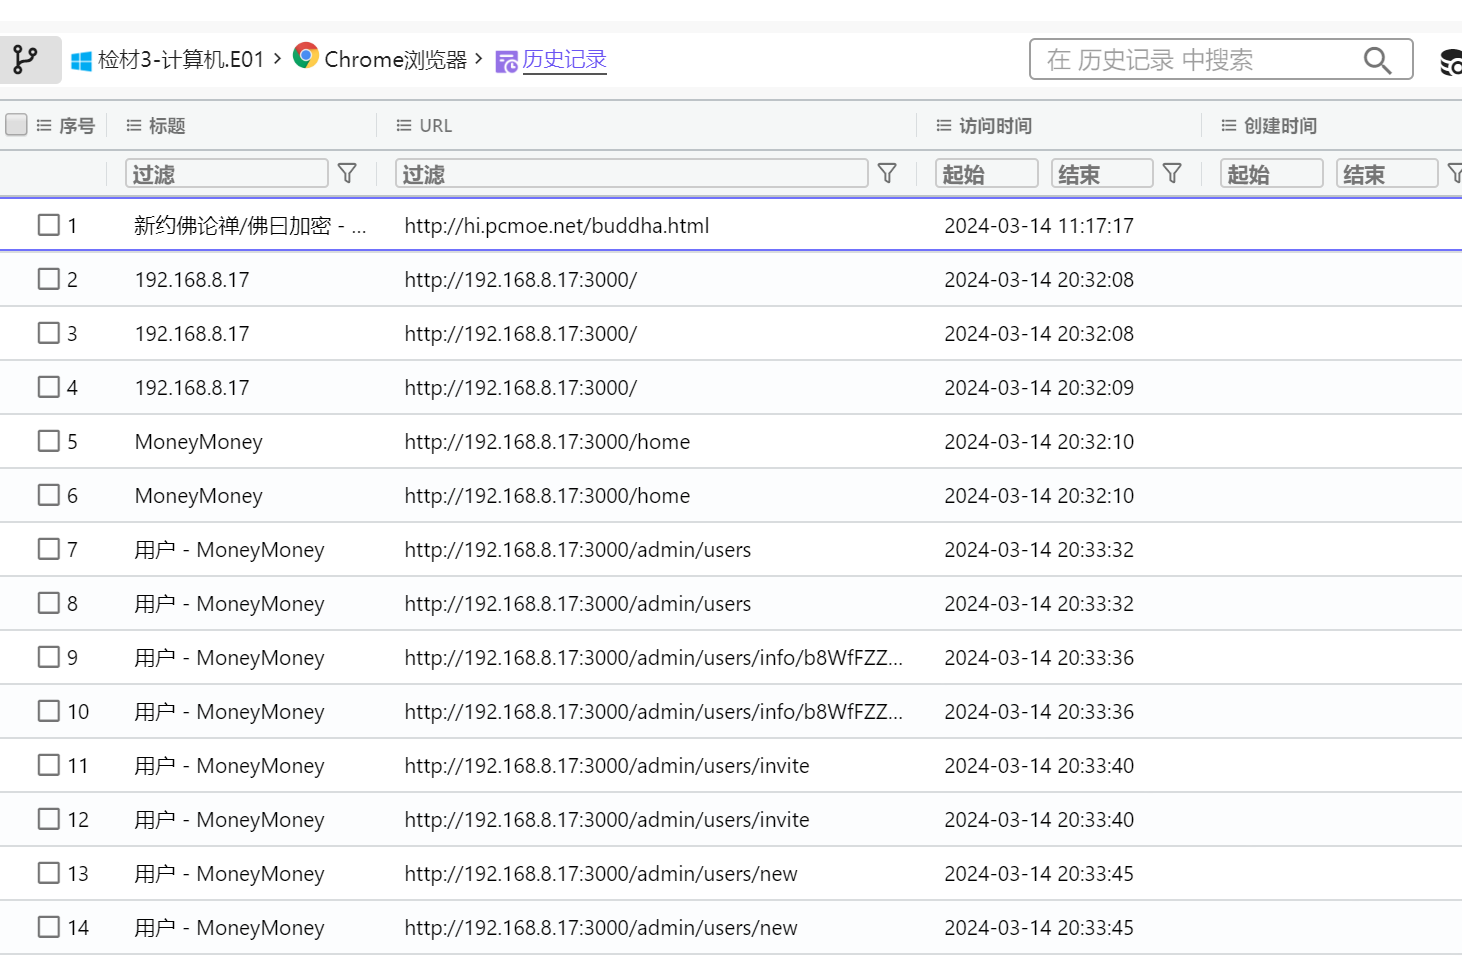 检材3-计算机.E01 > Chrome浏览器 > 历史记录 在 历史记录 中搜索
序号 标题 URL 访问时间 创建时间
过滤 过滤 起始 结束 起始 结束
1 新约佛论禅/佛曰加密 - ... http://hi.pcmoe.net/buddha.html 2024-03-14 11:17:17
2 192.168.8.17 http://192.168.8.17:3000/ 2024-03-14 20:32:08
3 192.168.8.17 http://192.168.8.17:3000/ 2024-03-14 20:32:08
4 192.168.8.17 http://192.168.8.17:3000/ 2024-03-14 20:32:09
5 MoneyMoney http://192.168.8.17:3000/home 2024-03-14 20:32:10
6 MoneyMoney http://192.168.8.17:3000/home 2024-03-14 20:32:10
7 用户 - MoneyMoney http://192.168.8.17:3000/admin/users 2024-03-14 20:33:32
8 用户 - MoneyMoney http://192.168.8.17:3000/admin/users 2024-03-14 20:33:32
9 用户 - MoneyMoney http://192.168.8.17:3000/admin/users/info/b8WfFZZ... 2024-03-14 20:33:36
10 用户 - MoneyMoney http://192.168.8.17:3000/admin/users/info/b8WfFZZ... 2024-03-14 20:33:36
11 用户 - MoneyMoney http://192.168.8.17:3000/admin/users/invite 2024-03-14 20:33:40
12 用户 - MoneyMoney http://192.168.8.17:3000/admin/users/invite 2024-03-14 20:33:40
13 用户 - MoneyMoney http://192.168.8.17:3000/admin/users/new 2024-03-14 20:33:45
14 用户 - MoneyMoney http://192.168.8.17:3000/admin/users/new 2024-03-14 20:33:45